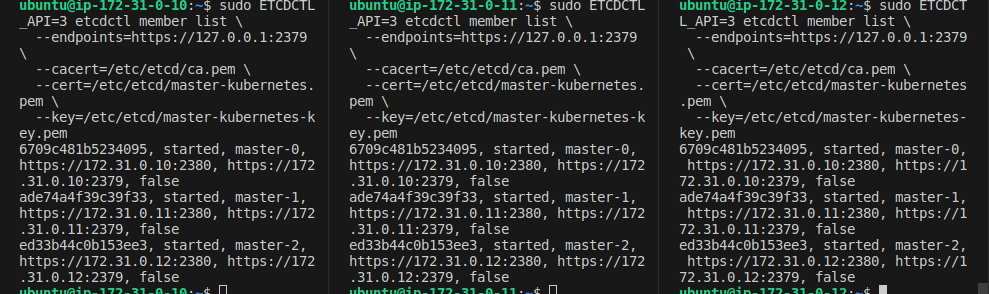 ubuntu@ip-172-31-0-10:~$ sudo ETCDCTL
_API=3 etcdctl member list \
  --endpoints=https://127.0.0.1:2379
\
  --cacert=/etc/etcd/ca.pem \
  --cert=/etc/etcd/master-kubernetes.
pem \
  --key=/etc/etcd/master-kubernetes-k
ey.pem
6709c481b5234095, started, master-0,
https://172.31.0.10:2380, https://172
.31.0.10:2379, false
ade74a4f39c39f33, started, master-1,
https://172.31.0.11:2380, https://172
.31.0.11:2379, false
ed33b44c0b153ee3, started, master-2,
https://172.31.0.12:2380, https://172
.31.0.12:2379, false
ubuntu@ip-172-31-0-10:~$
ubuntu@ip-172-31-0-11:~$ sudo ETCDCTL
_API=3 etcdctl member list \
  --endpoints=https://127.0.0.1:2379
\
  --cacert=/etc/etcd/ca.pem \
  --cert=/etc/etcd/master-kubernetes.
pem \
  --key=/etc/etcd/master-kubernetes-k
ey.pem
6709c481b5234095, started, master-0,
https://172.31.0.10:2380, https://172
.31.0.10:2379, false
ade74a4f39c39f33, started, master-1,
https://172.31.0.11:2380, https://172
.31.0.11:2379, false
ed33b44c0b153ee3, started, master-2,
https://172.31.0.12:2380, https://172
.31.0.12:2379, false
ubuntu@ip-172-31-0-11:~$
ubuntu@ip-172-31-0-12:~$ sudo ETCDCT
L_API=3 etcdctl member list \
  --endpoints=https://127.0.0.1:2379
 \
  --cacert=/etc/etcd/ca.pem \
  --cert=/etc/etcd/master-kubernetes
.pem \
  --key=/etc/etcd/master-kubernetes-
key.pem
6709c481b5234095, started, master-0,
 https://172.31.0.10:2380, https://1
72.31.0.10:2379, false
ade74a4f39c39f33, started, master-1,
 https://172.31.0.11:2380, https://1
72.31.0.11:2379, false
ed33b44c0b153ee3, started, master-2,
 https://172.31.0.12:2380, https://1
72.31.0.12:2379, false
ubuntu@ip-172-31-0-12:~$